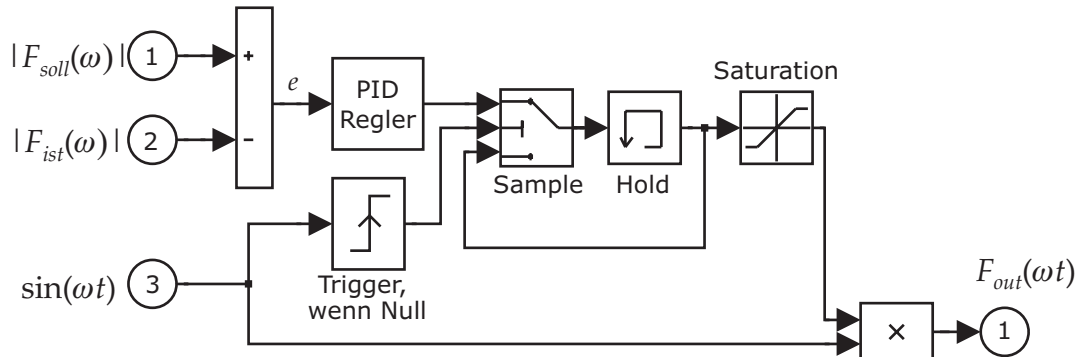 |F_soll(ω)|
1
+
|F_ist(ω)|
2
−
e
PID
Regler
Sample
Hold
Saturation
Trigger,
wenn Null
sin(ωt)
3
×
F_out(ωt)
1